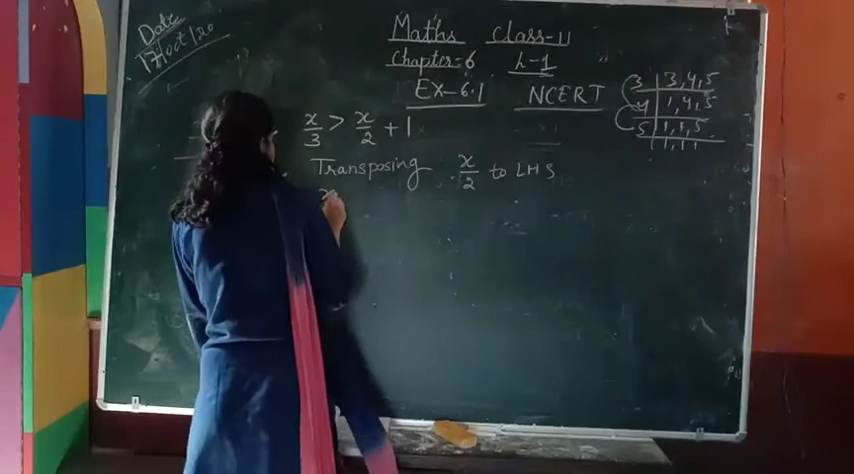 Date
17 Oct/20
Maths Class-11
Chapter-6 L-1
Ex-6.1 NCERT
3 | 3,4,5
4 | 1,4,5
5 | 1,1,5
1,1,1
x/3 > x/2 + 1
Transposing x/2 to LHS